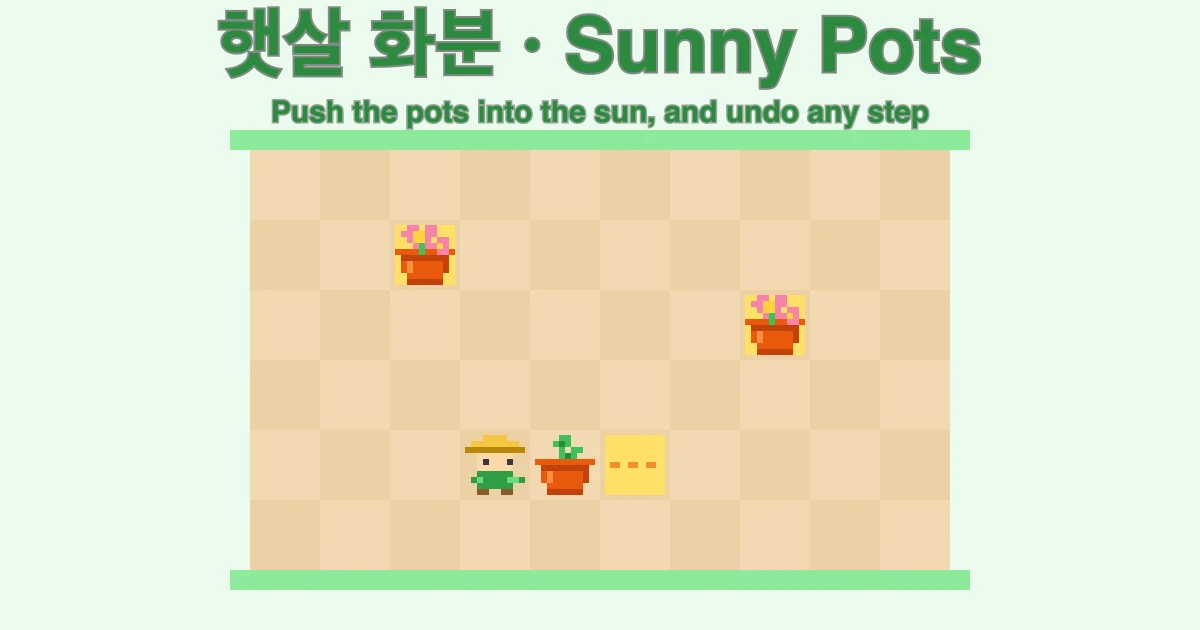 햇살 화분 · Sunny Pots
Push the pots into the sun, and undo any step